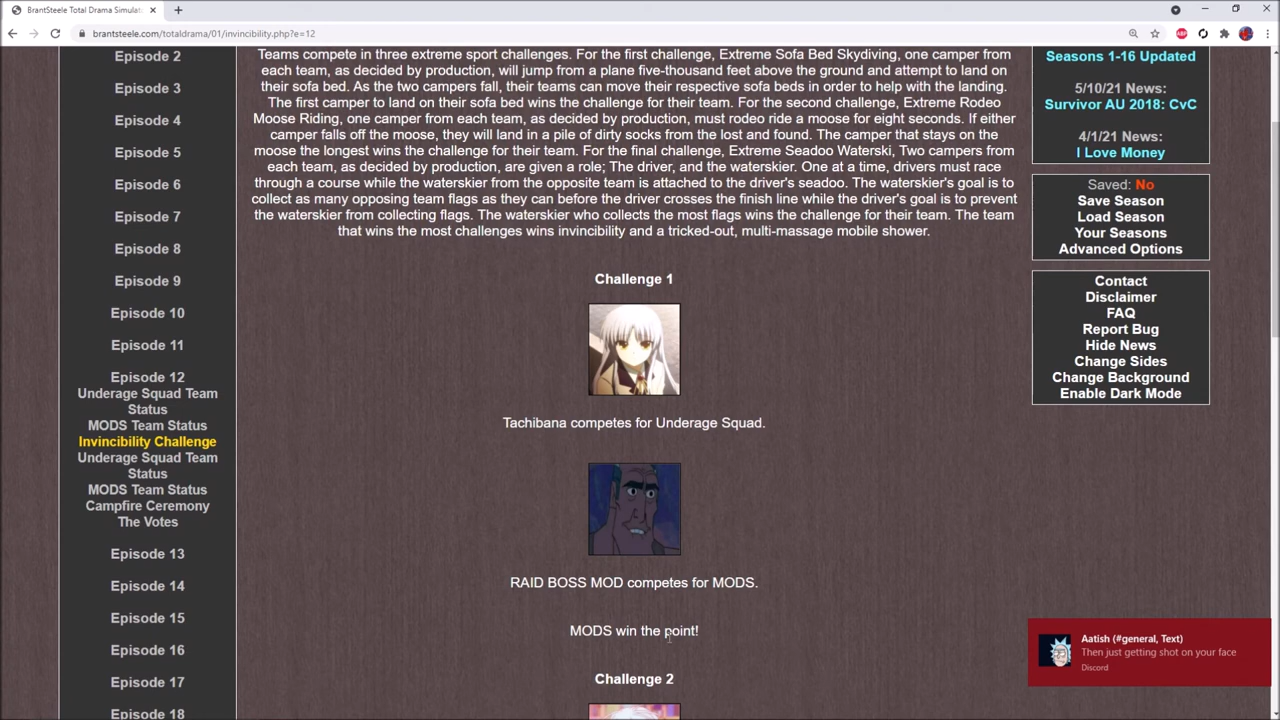 BrantSteele Total Drama Simulat
brantsteele.com/totaldrama/01/invincibility.php?e=12
Episode 2
Episode 3
Episode 4
Episode 5
Episode 6
Episode 7
Episode 8
Episode 9
Episode 10
Episode 11
Episode 12
Underage Squad Team
Status
MODS Team Status
Invincibility Challenge
Underage Squad Team
Status
MODS Team Status
Campfire Ceremony
The Votes
Episode 13
Episode 14
Episode 15
Episode 16
Episode 17
Episode 18
Teams compete in three extreme sport challenges. For the first challenge, Extreme Sofa Bed Skydiving, one camper from
each team, as decided by production, will jump from a plane five-thousand feet above the ground and attempt to land on
their sofa bed. As the two campers fall, their teams can move their respective sofa beds in order to help with the landing.
The first camper to land on their sofa bed wins the challenge for their team. For the second challenge, Extreme Rodeo
Moose Riding, one camper from each team, as decided by production, must rodeo ride a moose for eight seconds. If either
camper falls off the moose, they will land in a pile of dirty socks from the lost and found. The camper that stays on the
moose the longest wins the challenge for their team. For the final challenge, Extreme Seadoo Waterski, Two campers from
each team, as decided by production, are given a role; The driver, and the waterskier. One at a time, drivers must race
through a course while the waterskier from the opposite team is attached to the driver's seadoo. The waterskier's goal is to
collect as many opposing team flags as they can before the driver crosses the finish line while the driver's goal is to prevent
the waterskier from collecting flags. The waterskier who collects the most flags wins the challenge for their team. The team
that wins the most challenges wins invincibility and a tricked-out, multi-massage mobile shower.
Challenge 1
Tachibana competes for Underage Squad.
RAID BOSS MOD competes for MODS.
MODS win the point!
Challenge 2
Seasons 1-16 Updated
5/10/21 News:
Survivor AU 2018: CvC
4/1/21 News:
I Love Money
Saved: No
Save Season
Load Season
Your Seasons
Advanced Options
Contact
Disclaimer
FAQ
Report Bug
Hide News
Change Sides
Change Background
Enable Dark Mode
Aatish (#general, Text)
Then just getting shot on your face
Discord